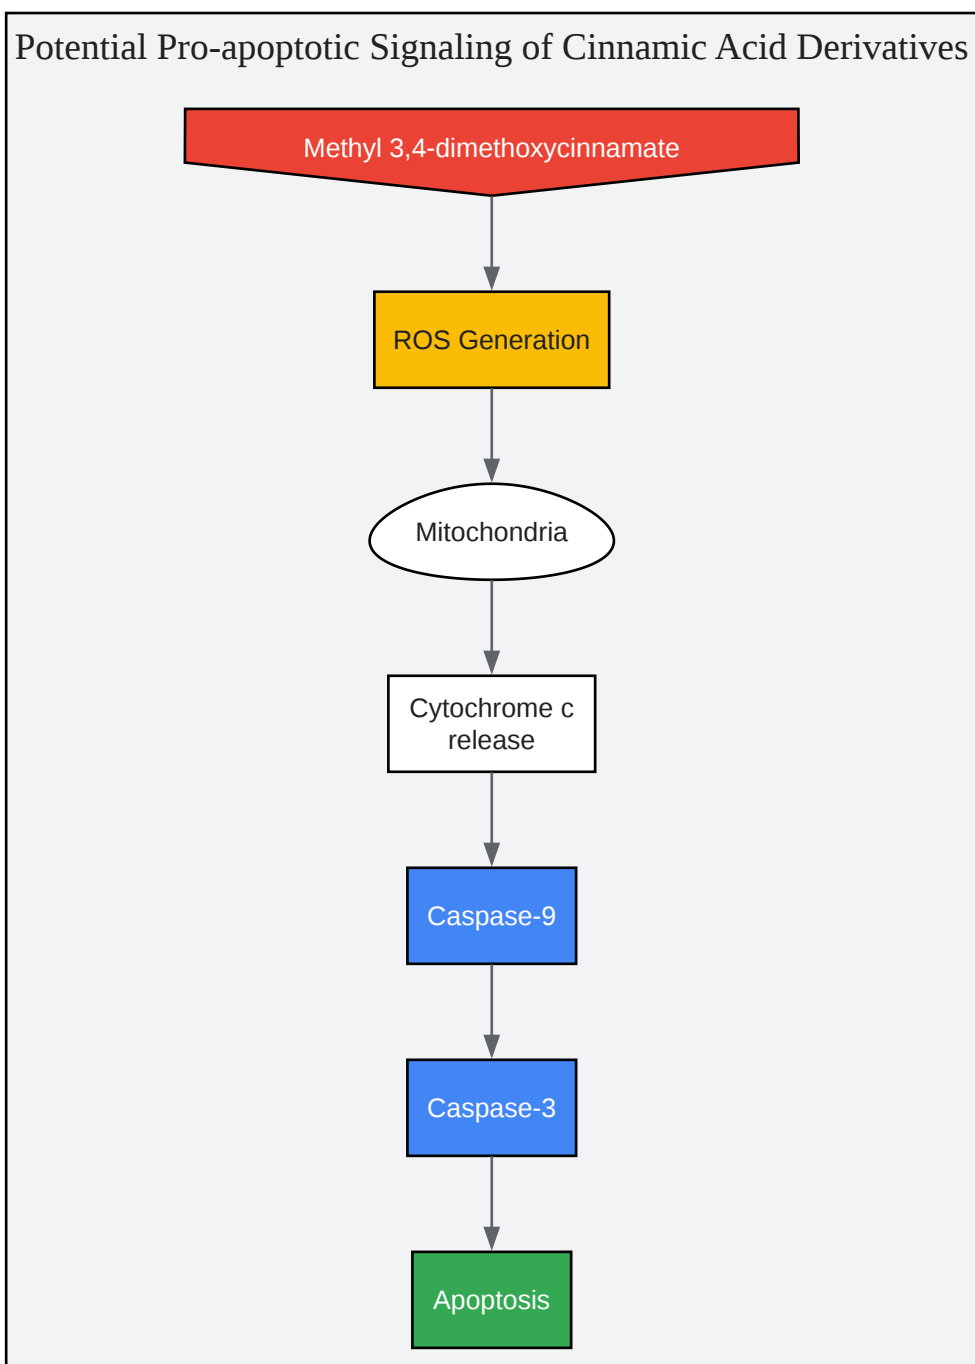 Potential Pro-apoptotic Signaling of Cinnamic Acid Derivatives
Methyl 3,4-dimethoxycinnamate
ROS Generation
Mitochondria
Cytochrome c
release
Caspase-9
Caspase-3
Apoptosis